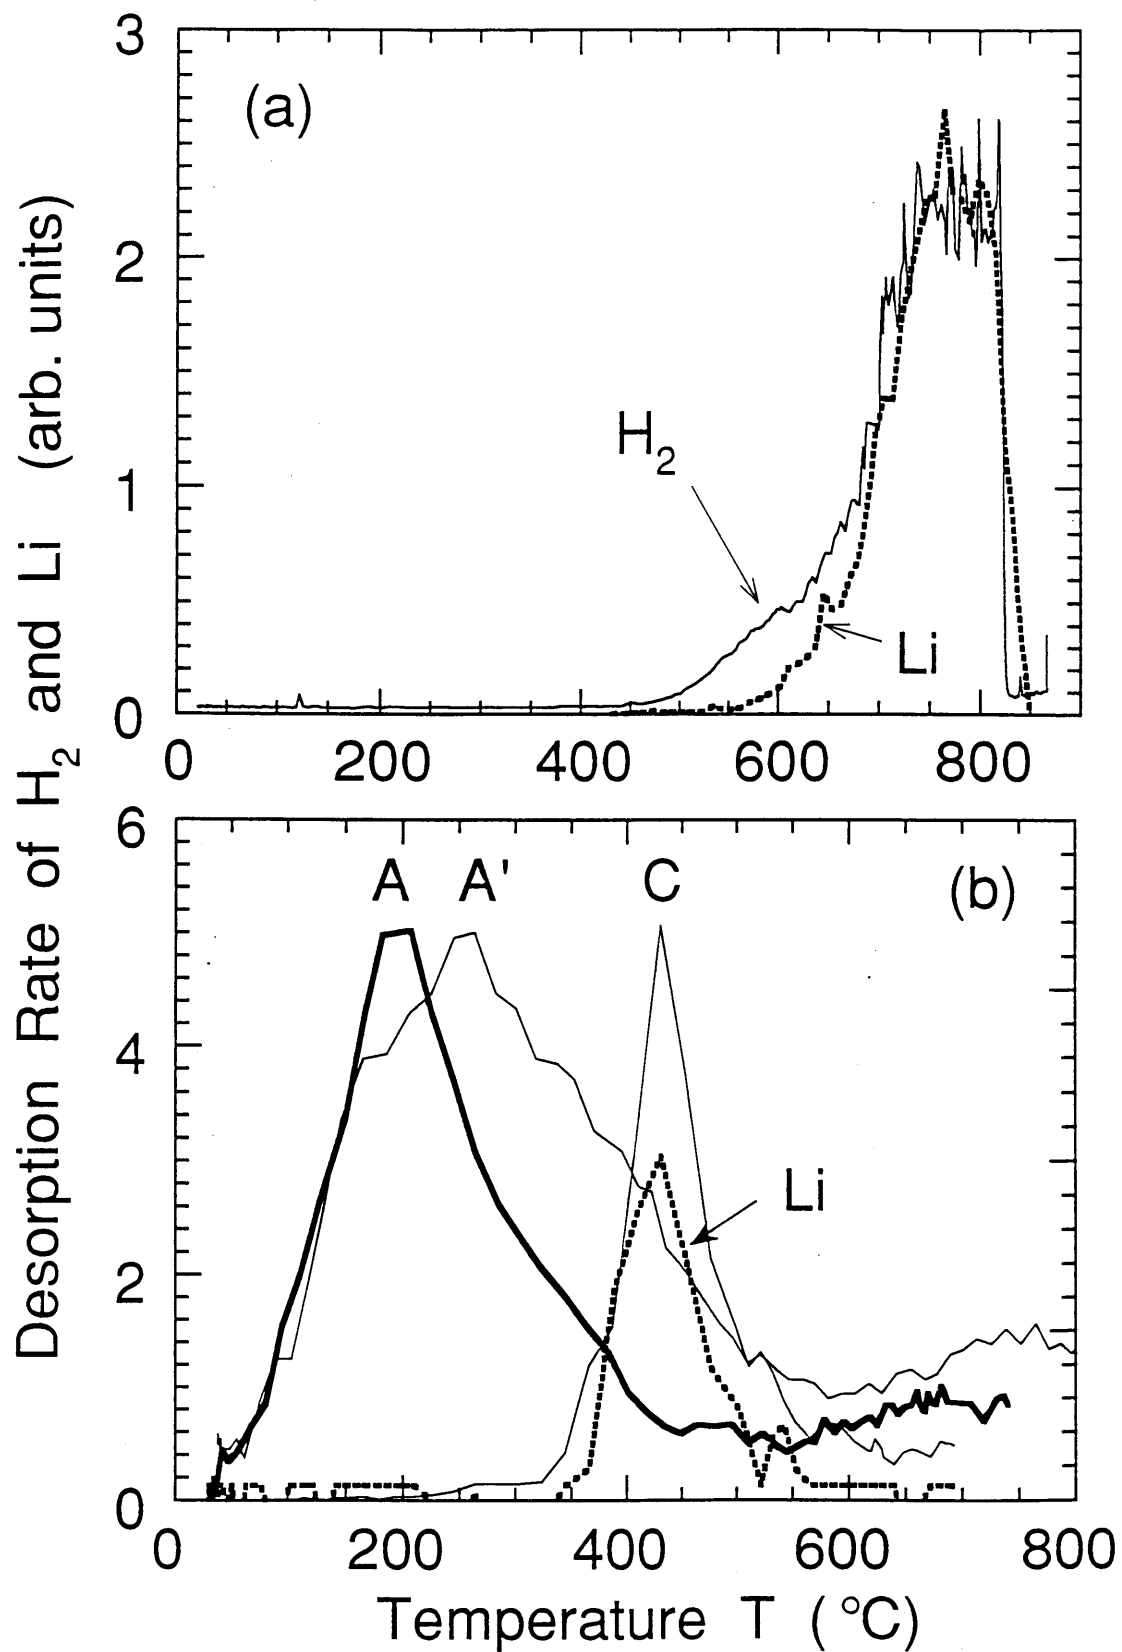 Desorption Rate of H2 and Li (arb. units)
3
2
1
0
(a)
H2
Li
0 200 400 600 800
6
4
2
0
A A' C (b)
Li
0 200 400 600 800
Temperature T (°C)